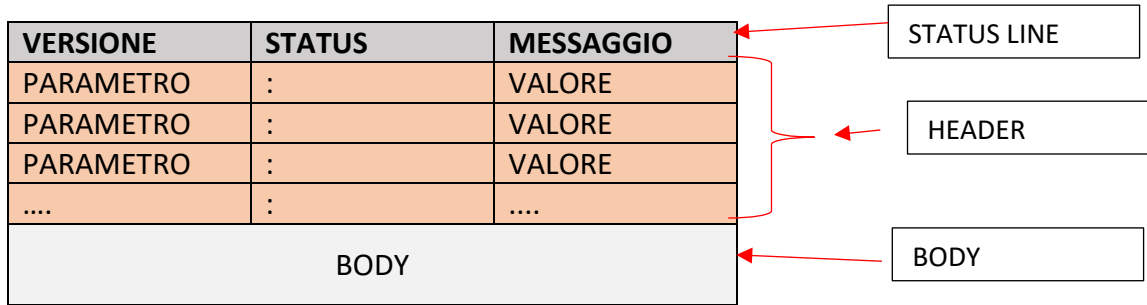 VERSIONE STATUS MESSAGGIO STATUS LINE
PARAMETRO : VALORE
PARAMETRO : VALORE
PARAMETRO : VALORE
.... : ....
HEADER
BODY
BODY